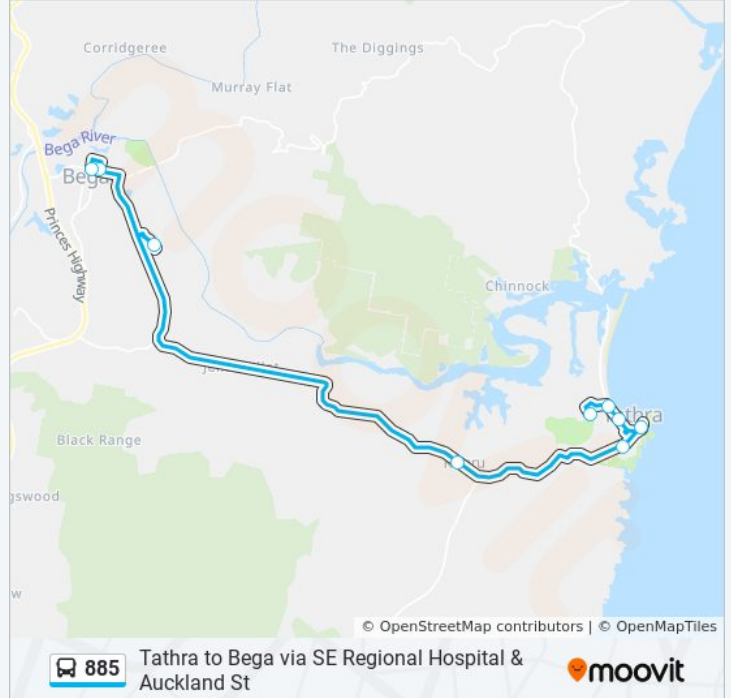 Corridgeree
The Diggings
Murray Flat
Bega River
Bega
Princes Highway
Chinnock
Tathra
Black Range
gswood
w
© OpenStreetMap contributors | © OpenMapTiles
885
Tathra to Bega via SE Regional Hospital &
Auckland St
moovit